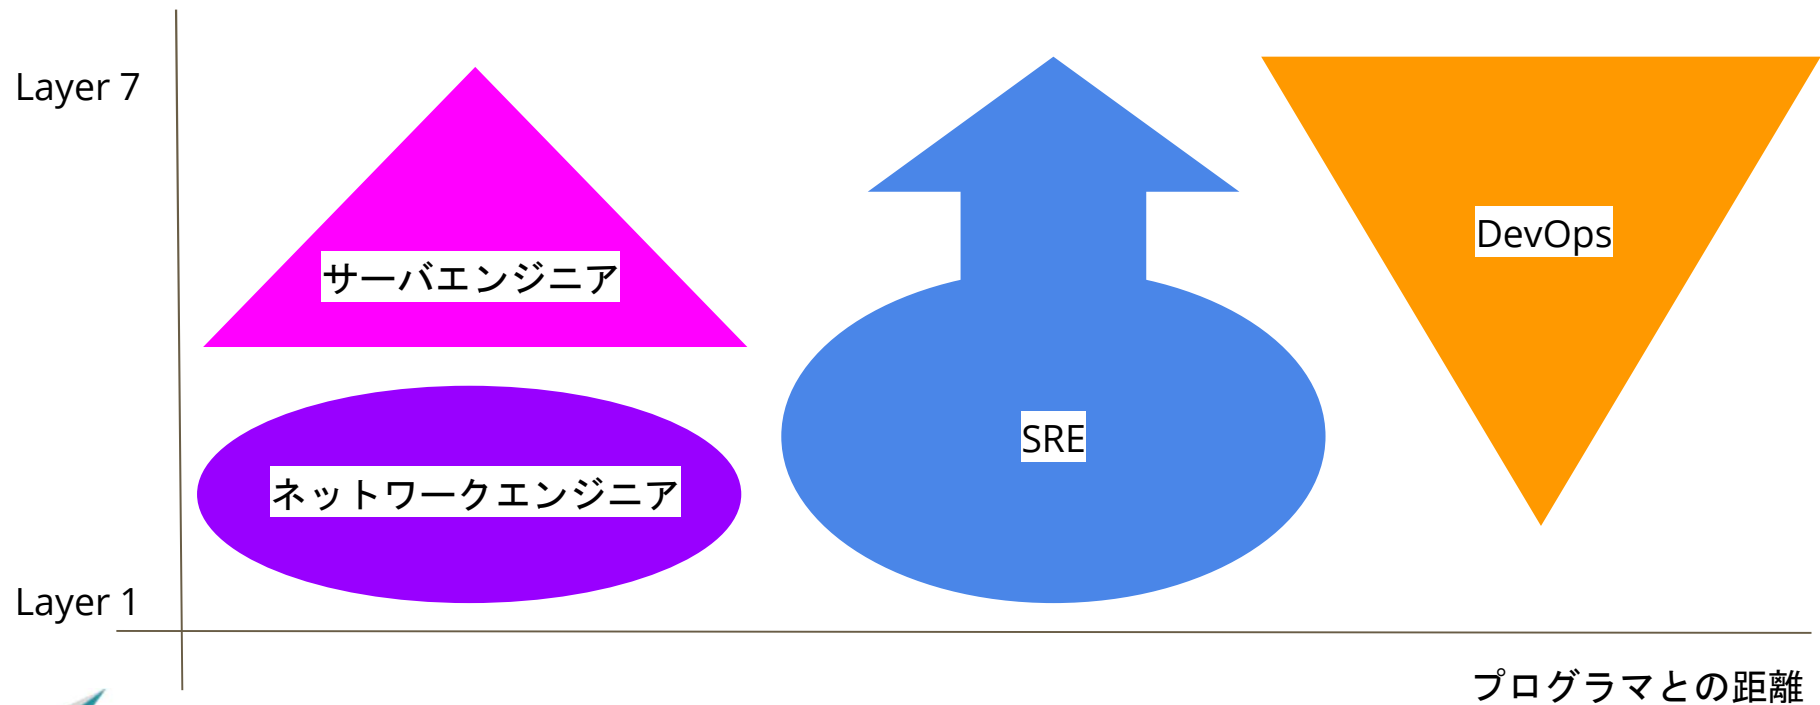 Layer 7
サーバエンジニア
DevOps
SRE
ネットワークエンジニア
Layer 1
プログラマとの距離